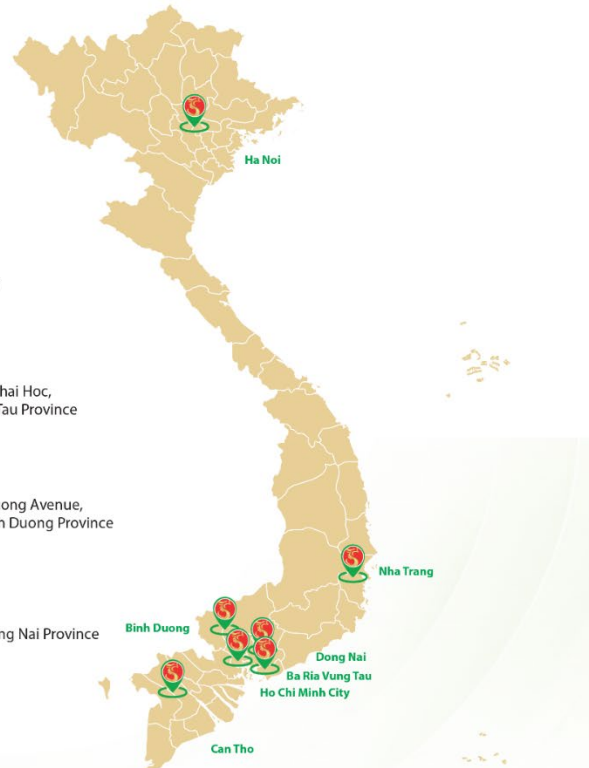 Ha Noi
hai Hoc,
Tau Province
ong Avenue,
h Duong Province
Nha Trang
Binh Duong
ng Nai Province
Dong Nai
Ba Ria Vung Tau
Ho Chi Minh City
Can Tho